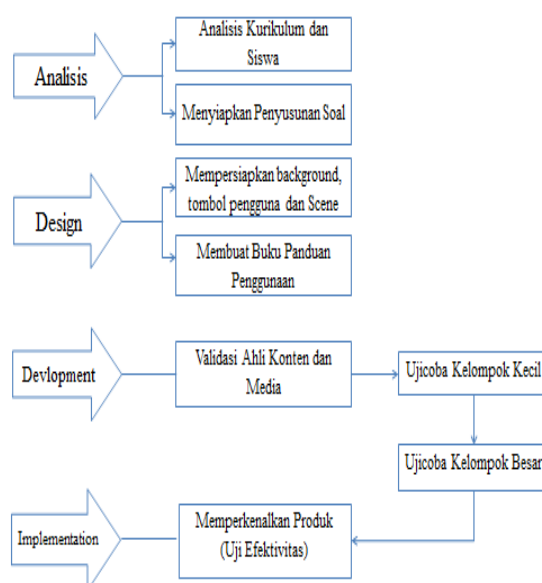 Analisis
Analisis Kurikulum dan
Siswa
Menyiapkan Penyusunan Soal
Design
Mempersiapkan background,
tombol pengguna dan Scene
Membuat Buku Panduan
Penggunaan
Devlopment
Validasi Ahli Konten dan
Media
Ujicoba Kelompok Kecil
Ujicoba Kelompok Besar
Implementation
Memperkenalkan Produk
(Uji Efektivitas)